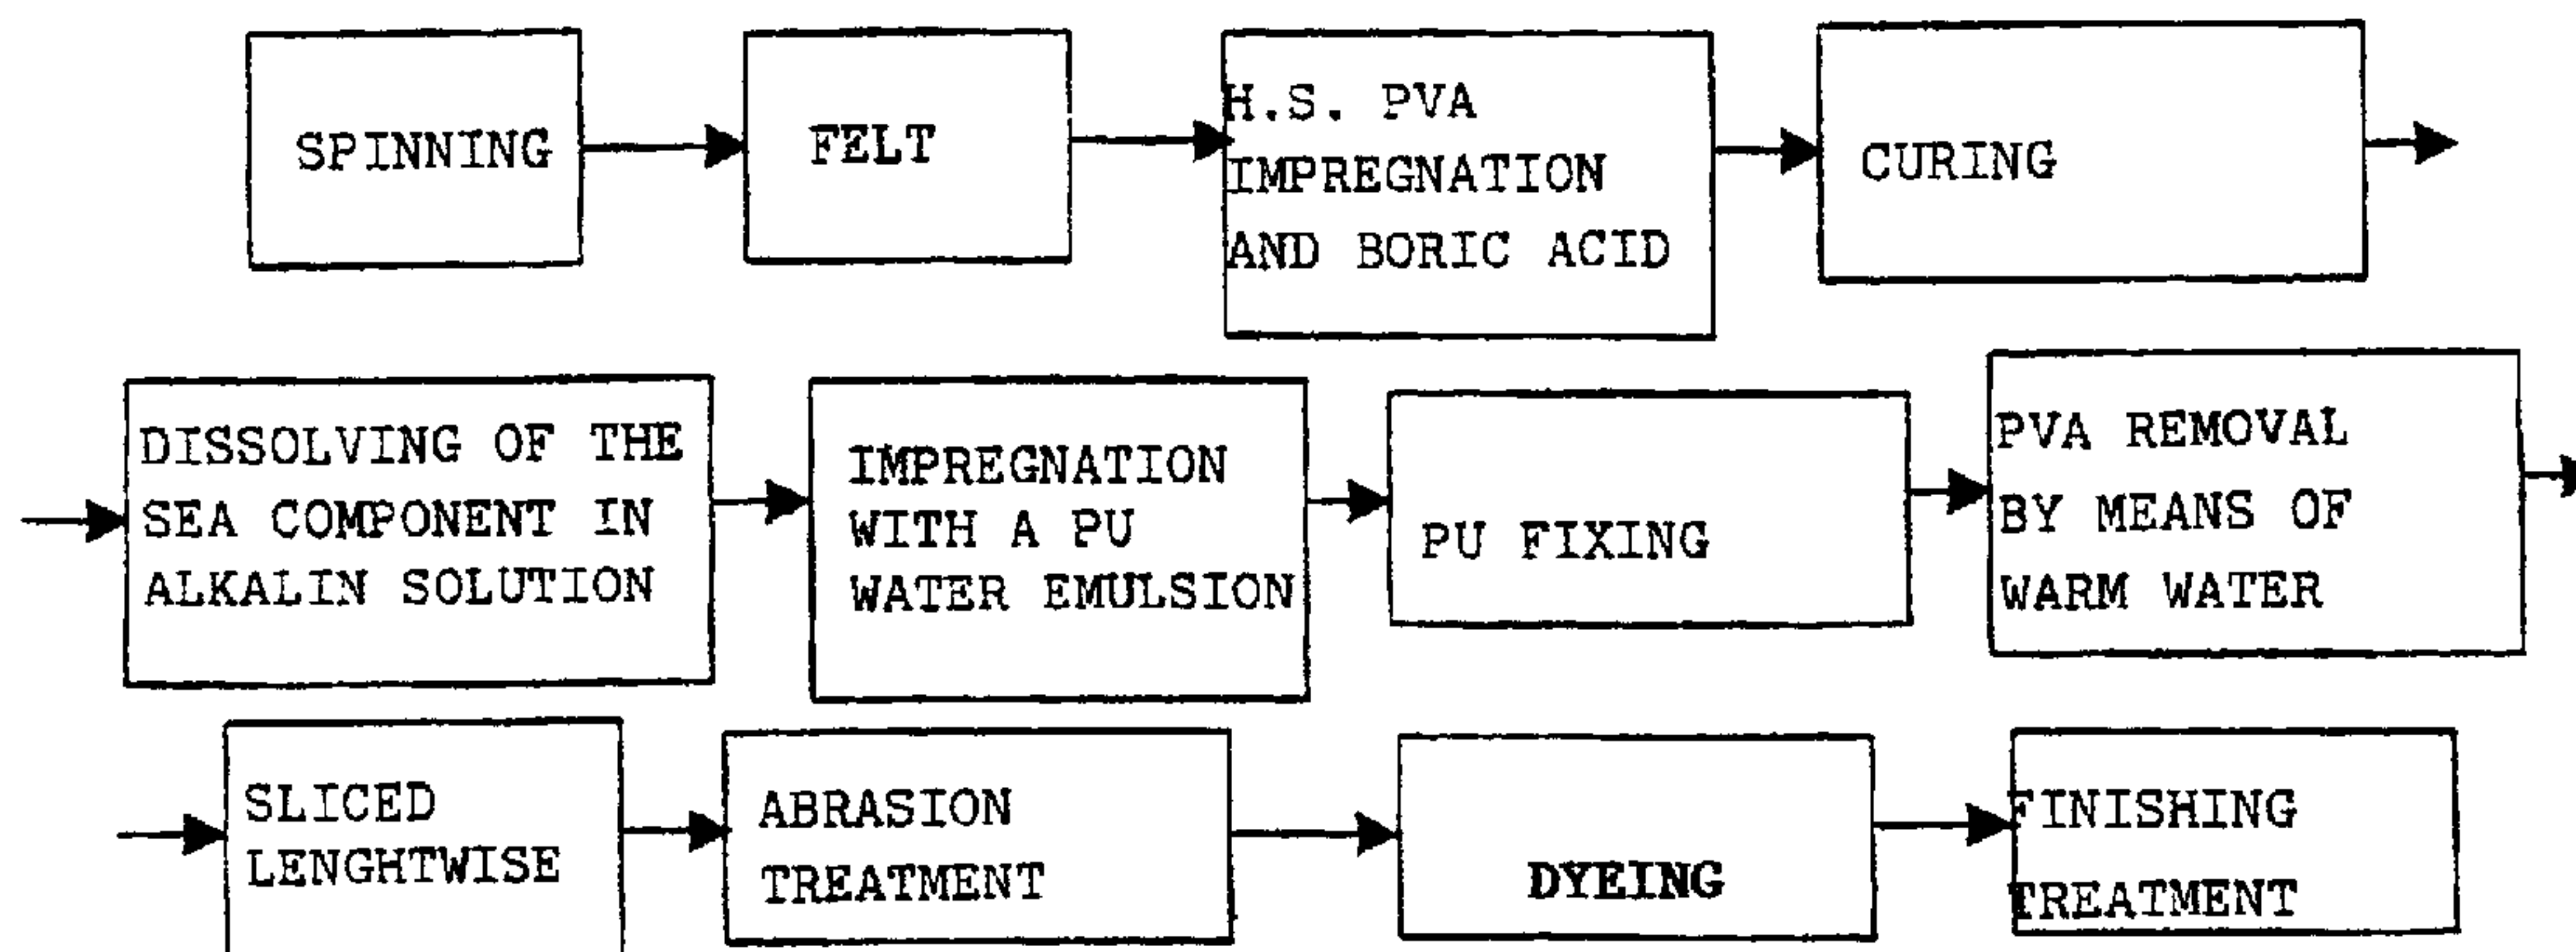 SPINNING
FELT
H.S. PVA
IMPREGNATION
AND BORIC ACID
CURING
DISSOLVING OF THE
SEA COMPONENT IN
ALKALIN SOLUTION
IMPREGNATION
WITH A PU
WATER EMULSION
PU FIXING
PVA REMOVAL
BY MEANS OF
WARM WATER
SLICED
LENGHTWISE
ABRASION
TREATMENT
DYEING
FINISHING
TREATMENT